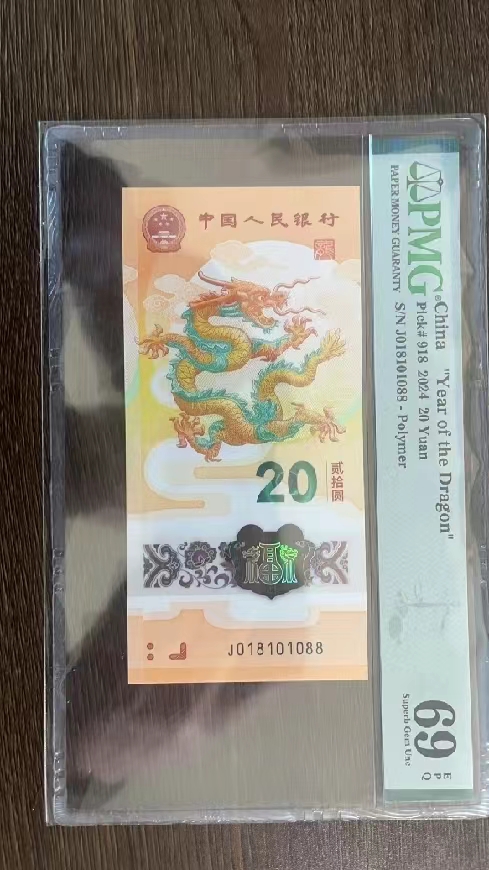 中国人民银行
20
贰拾圆
福
J018101088
PMG
PAPER MONEY GUARANTY
China "Year of the Dragon"
Pick# 918 2024 20 Yuan
S/N J018101088 - Polymer
69 EPQ
Superb Gem Unc